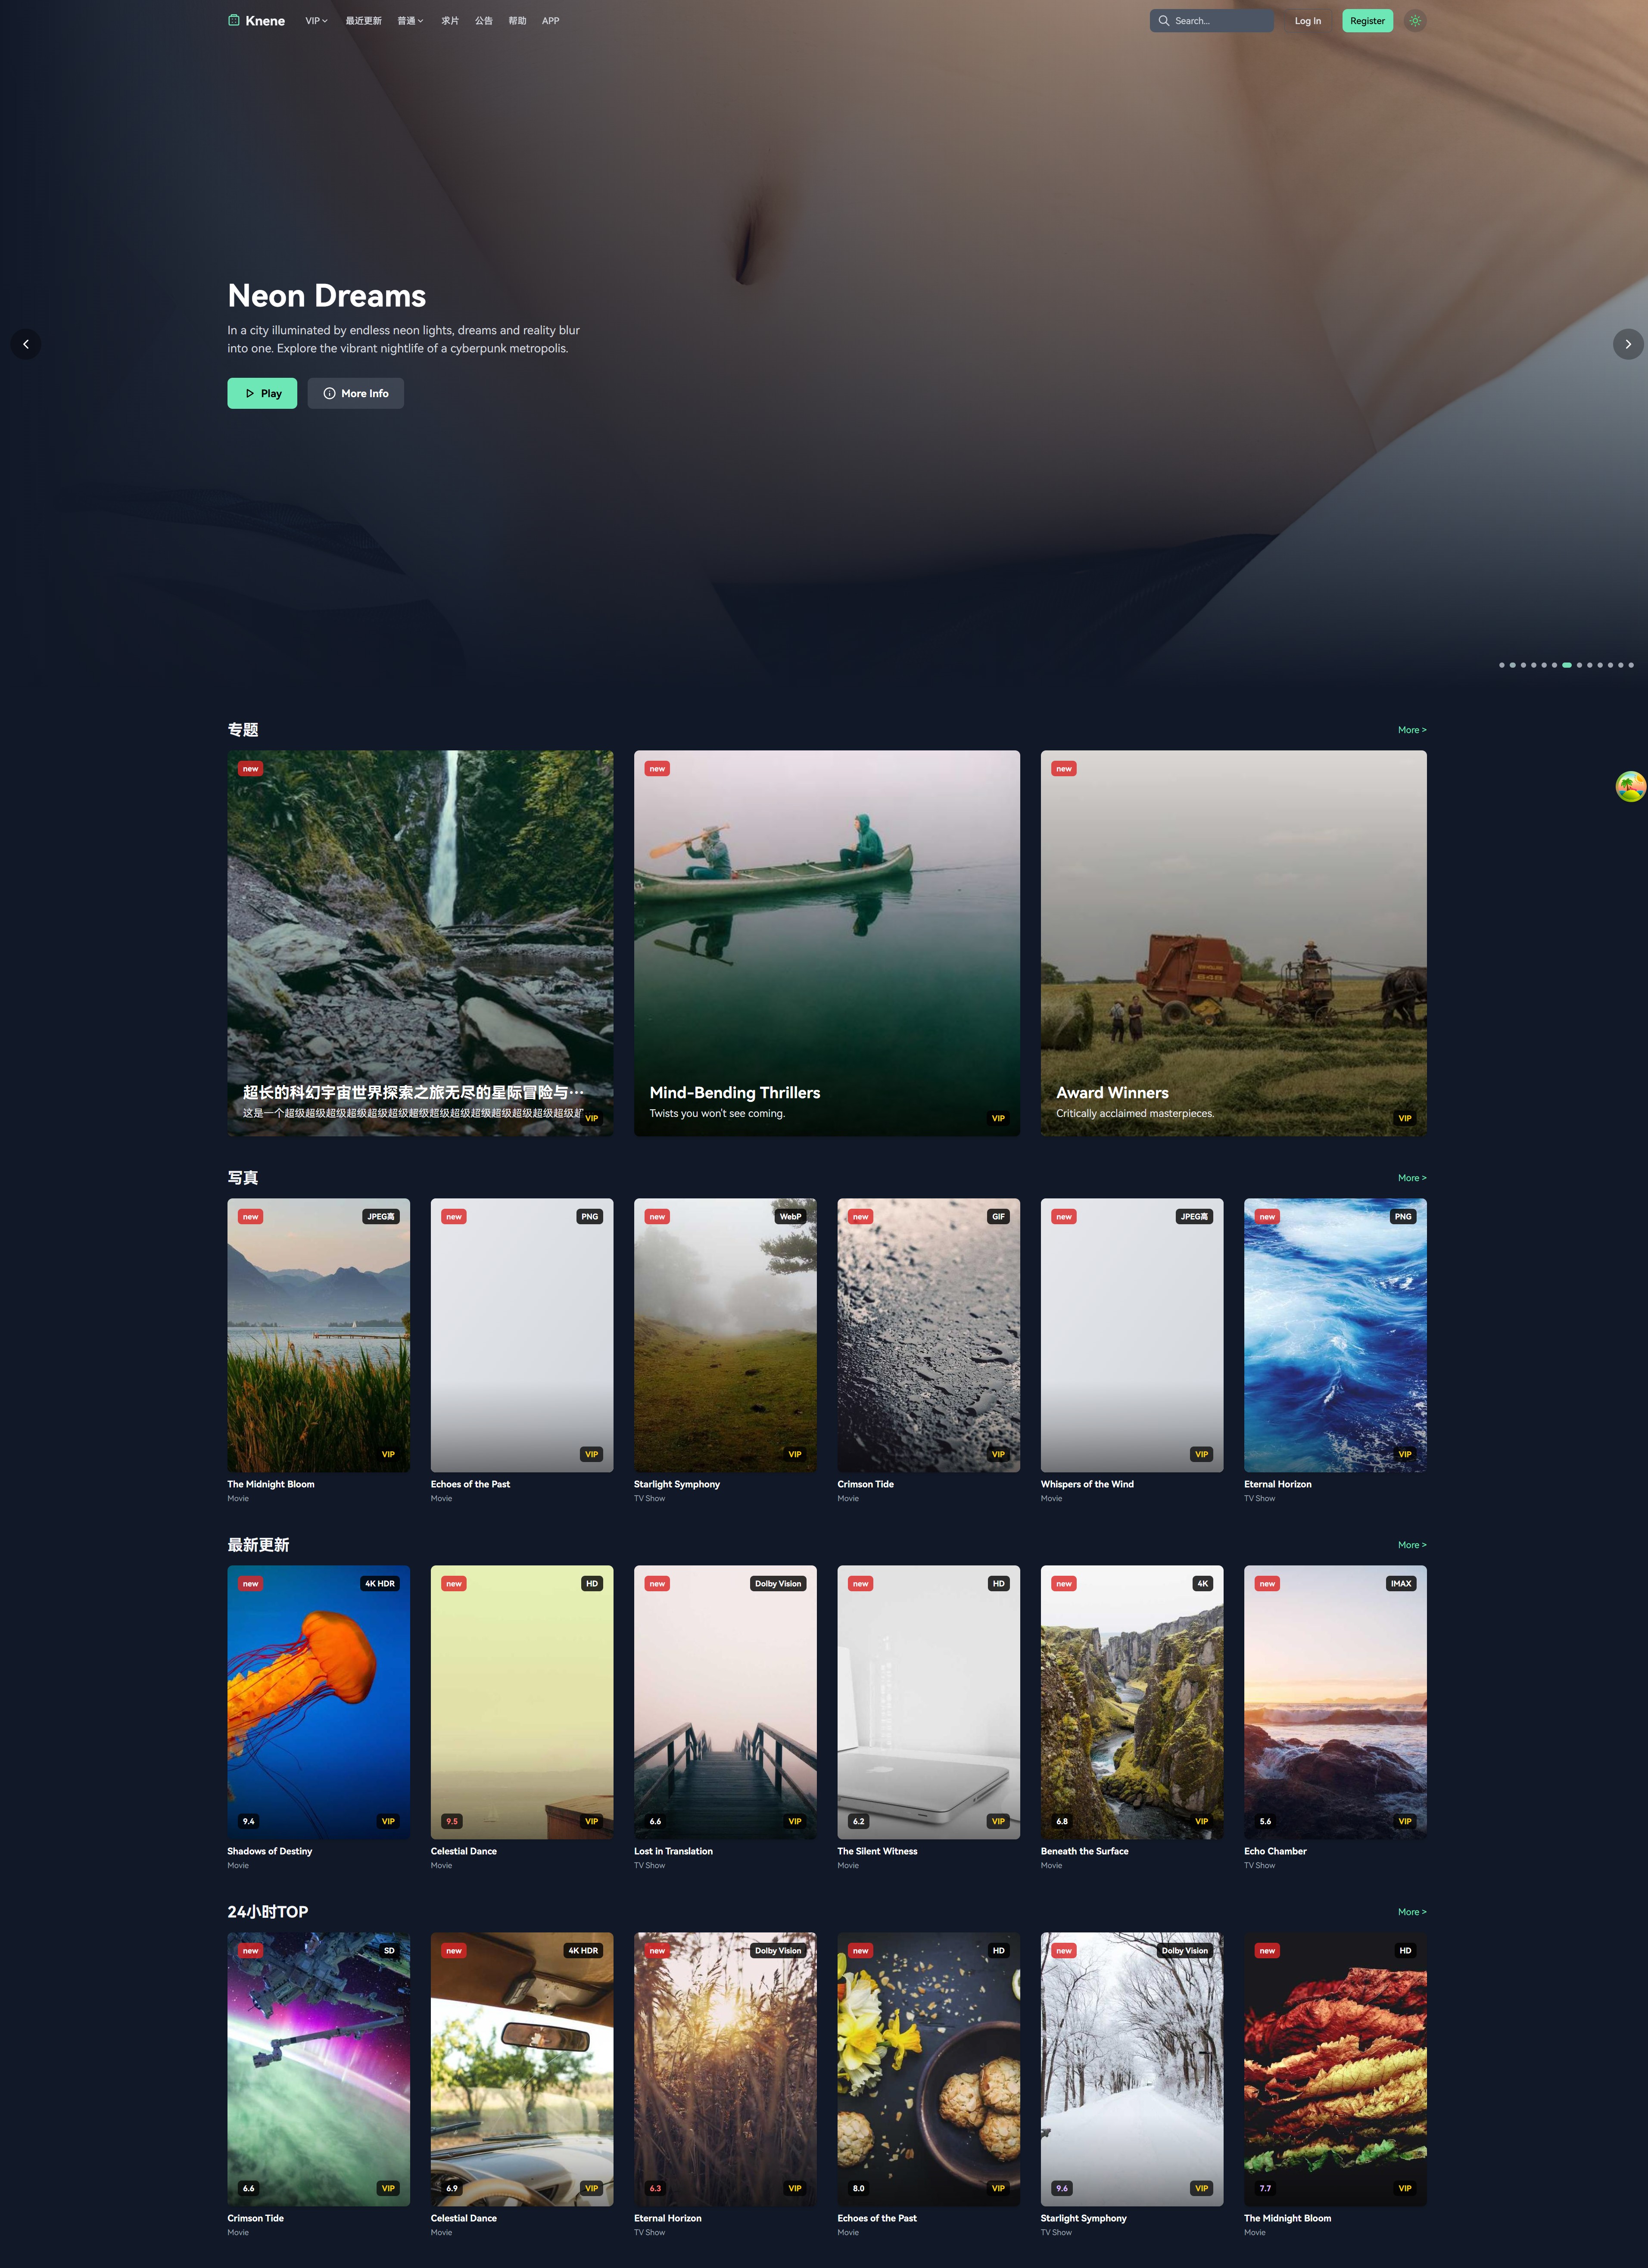 Knene
VIP
最近更新
普通
求片
公告
帮助
APP
Search...
Log In
Register
Neon Dreams
In a city illuminated by endless neon lights, dreams and reality blur
into one. Explore the vibrant nightlife of a cyberpunk metropolis.
Play
More Info
专题
More >
new
new
new
超长的科幻宇宙世界探索之旅无尽的星际冒险与…
这是一个超级超级超级超级超级超级超级超级超级超级超级超级超级超级超
VIP
Mind-Bending Thrillers
Twists you won't see coming.
VIP
Award Winners
Critically acclaimed masterpieces.
VIP
写真
More >
new
JPEG高
new
PNG
new
WebP
new
GIF
new
JPEG高
new
PNG
VIP
VIP
VIP
VIP
VIP
VIP
The Midnight Bloom
Movie
Echoes of the Past
Movie
Starlight Symphony
TV Show
Crimson Tide
Movie
Whispers of the Wind
Movie
Eternal Horizon
TV Show
最新更新
More >
new
4K HDR
new
HD
new
Dolby Vision
new
HD
new
4K
new
IMAX
9.4
VIP
9.5
VIP
6.6
VIP
6.2
VIP
6.8
VIP
5.6
VIP
Shadows of Destiny
Movie
Celestial Dance
Movie
Lost in Translation
TV Show
The Silent Witness
Movie
Beneath the Surface
Movie
Echo Chamber
TV Show
24小时TOP
More >
new
SD
new
4K HDR
new
Dolby Vision
new
HD
new
Dolby Vision
new
HD
6.6
VIP
6.9
VIP
6.3
VIP
8.0
VIP
9.6
VIP
7.7
VIP
Crimson Tide
Movie
Celestial Dance
Movie
Eternal Horizon
TV Show
Echoes of the Past
Movie
Starlight Symphony
TV Show
The Midnight Bloom
Movie